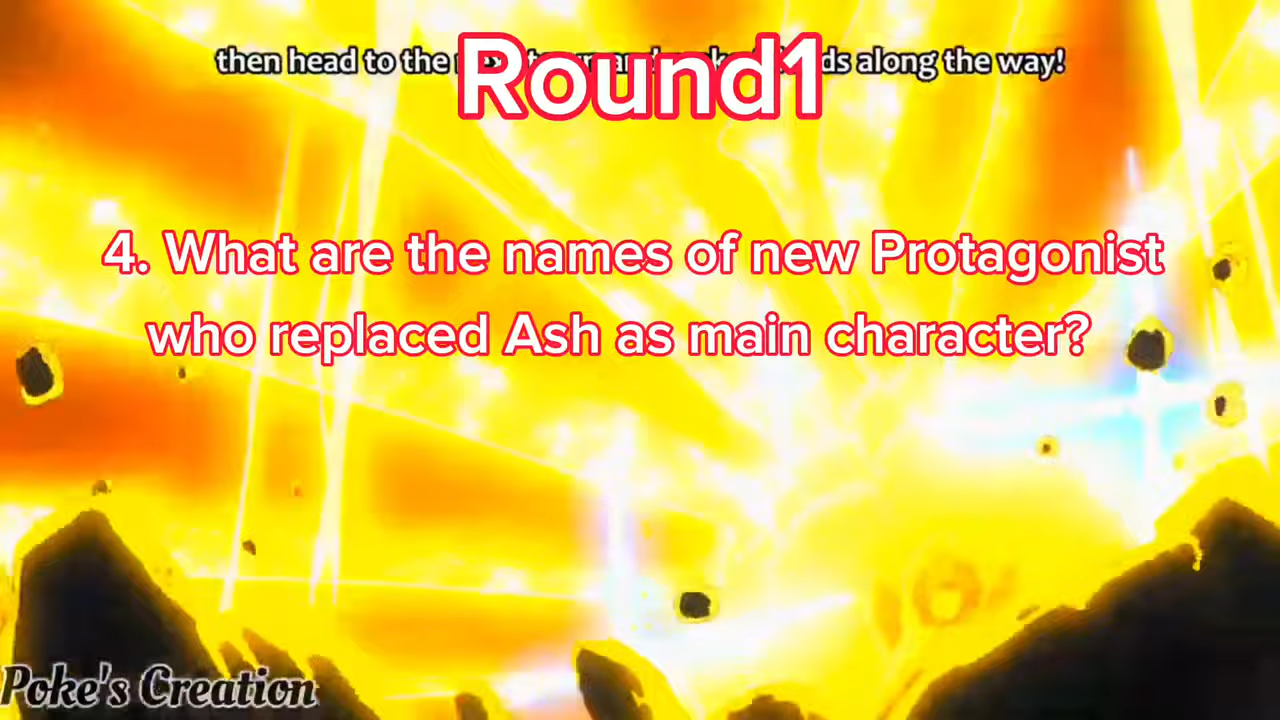 Round1
then head to the along the way!
4. What are the names of new Protagonist
who replaced Ash as main character?
Poke's Creation